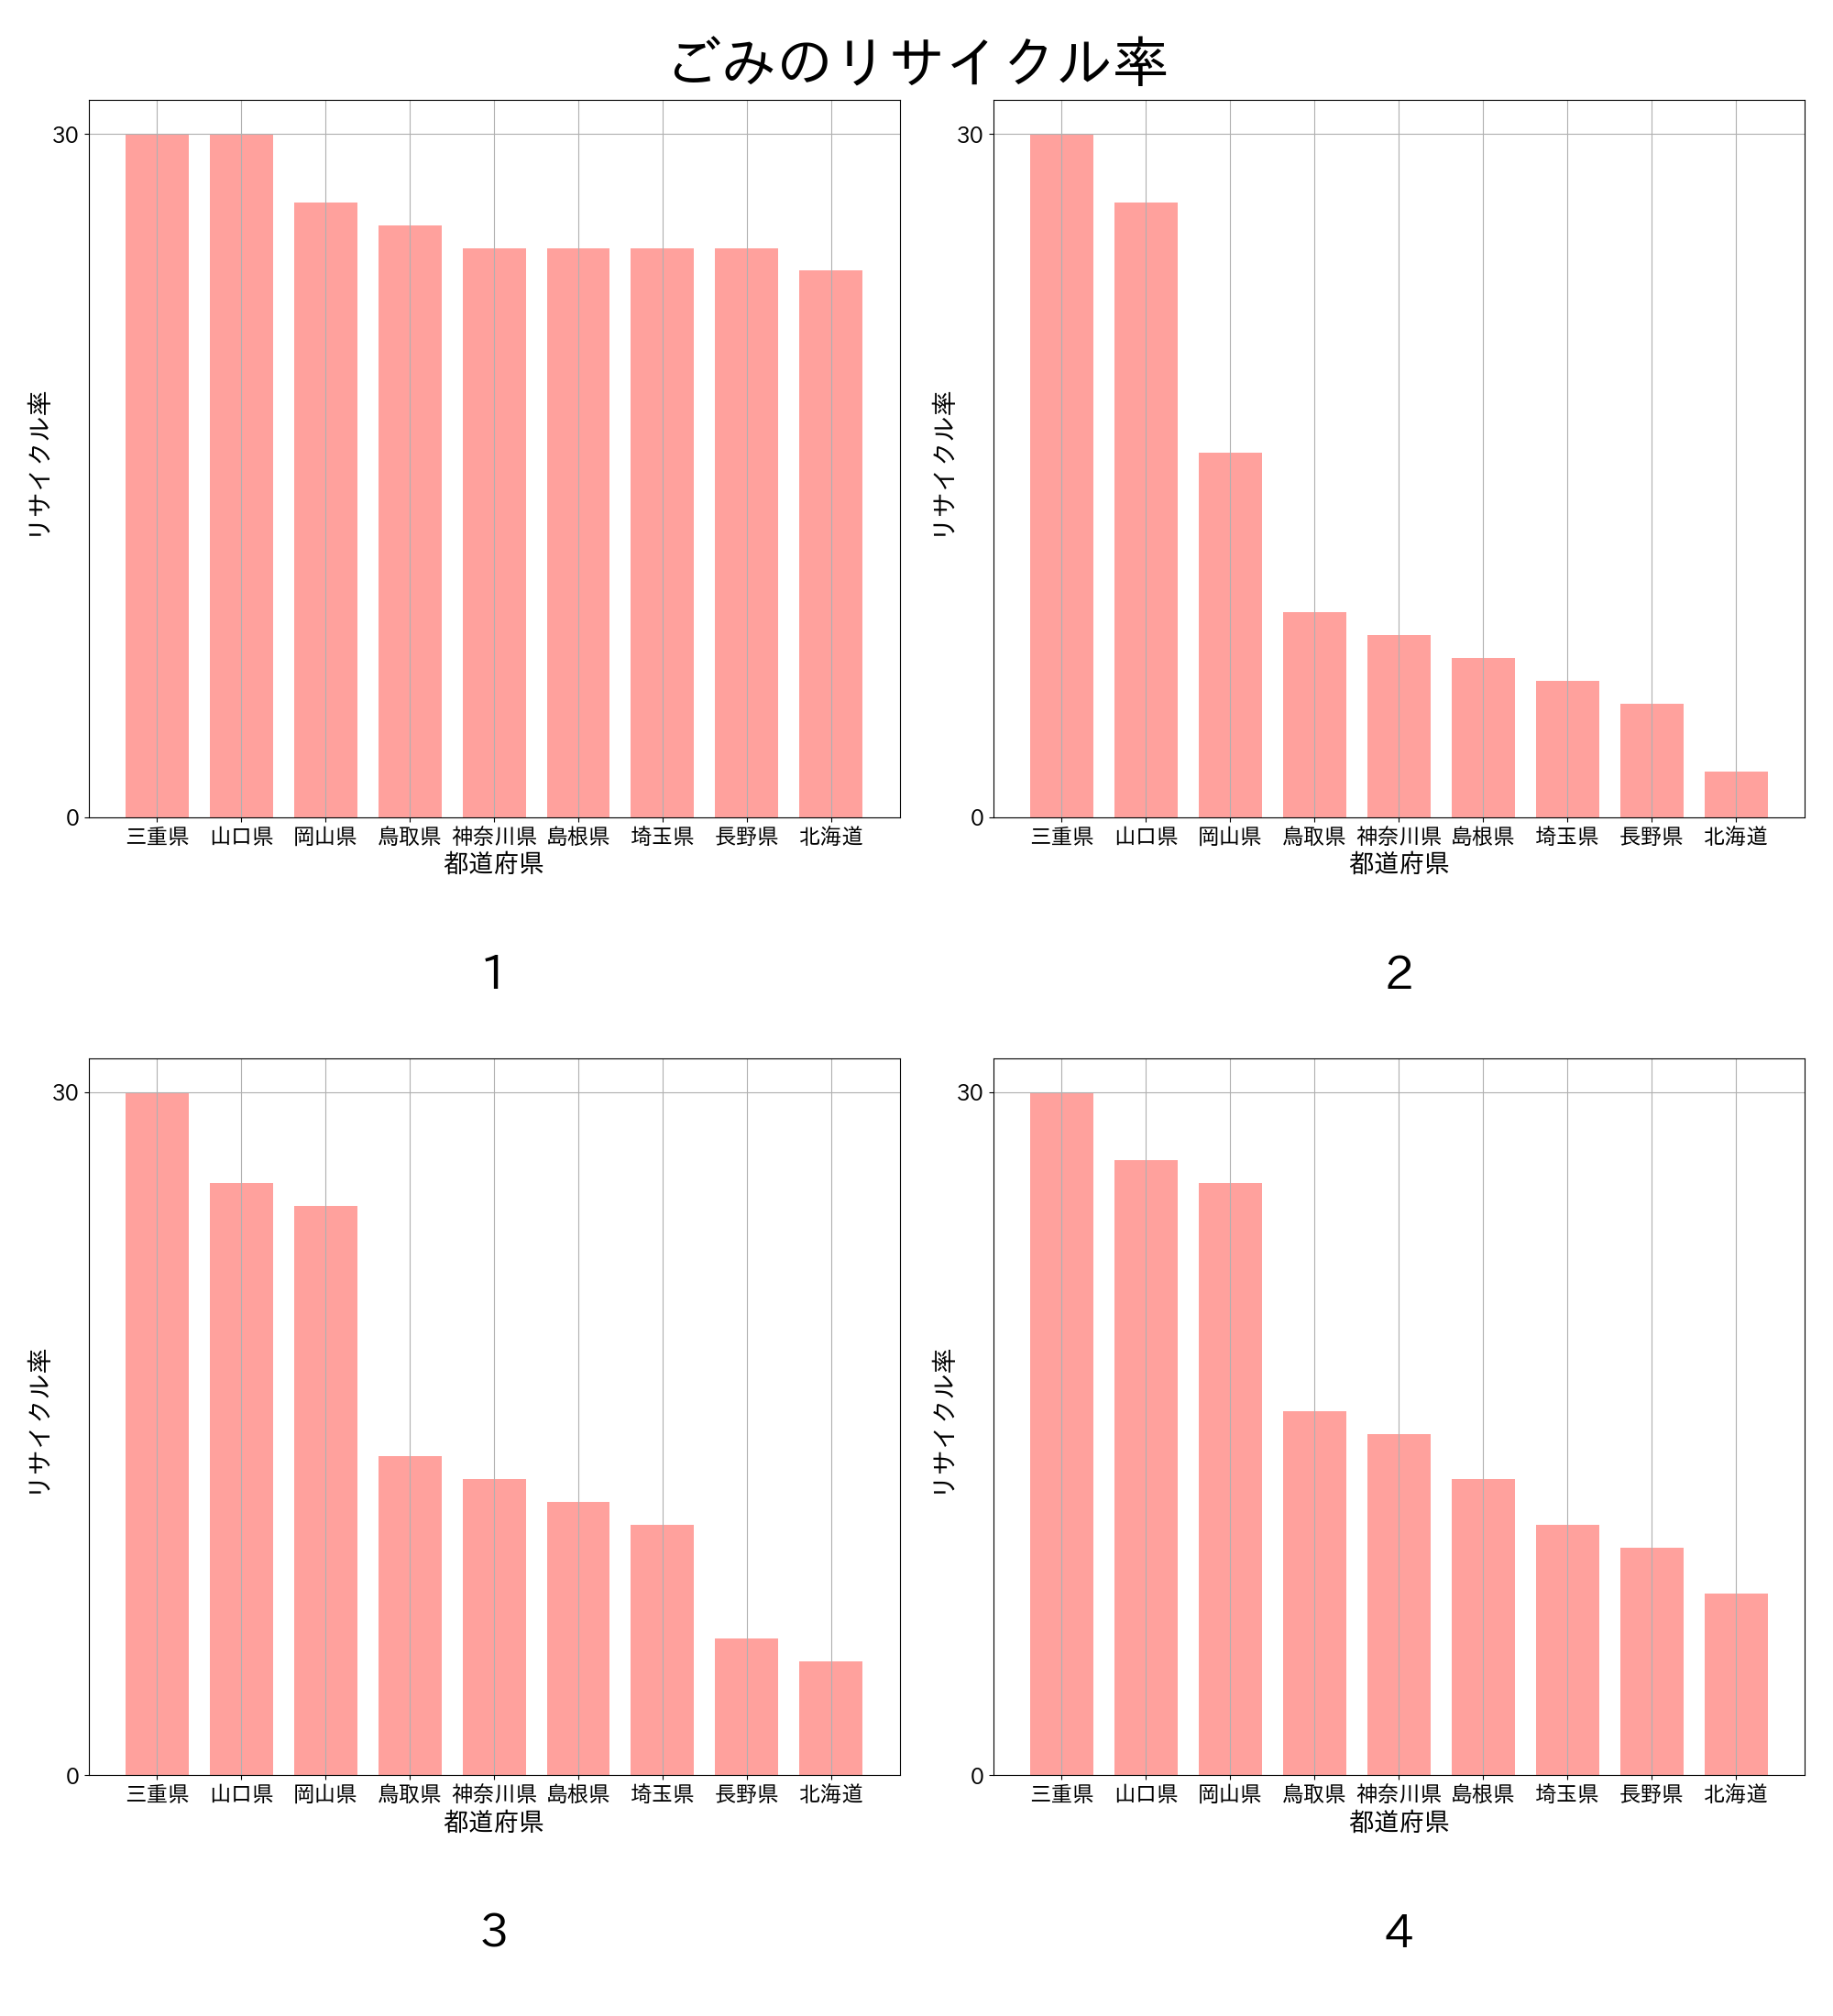 ごみのリサイクル率
30
0
リサイクル率
三重県 山口県 岡山県 鳥取県 神奈川県 島根県 埼玉県 長野県 北海道
都道府県
1
30
0
リサイクル率
三重県 山口県 岡山県 鳥取県 神奈川県 島根県 埼玉県 長野県 北海道
都道府県
2
30
0
リサイクル率
三重県 山口県 岡山県 鳥取県 神奈川県 島根県 埼玉県 長野県 北海道
都道府県
3
30
0
リサイクル率
三重県 山口県 岡山県 鳥取県 神奈川県 島根県 埼玉県 長野県 北海道
都道府県
4